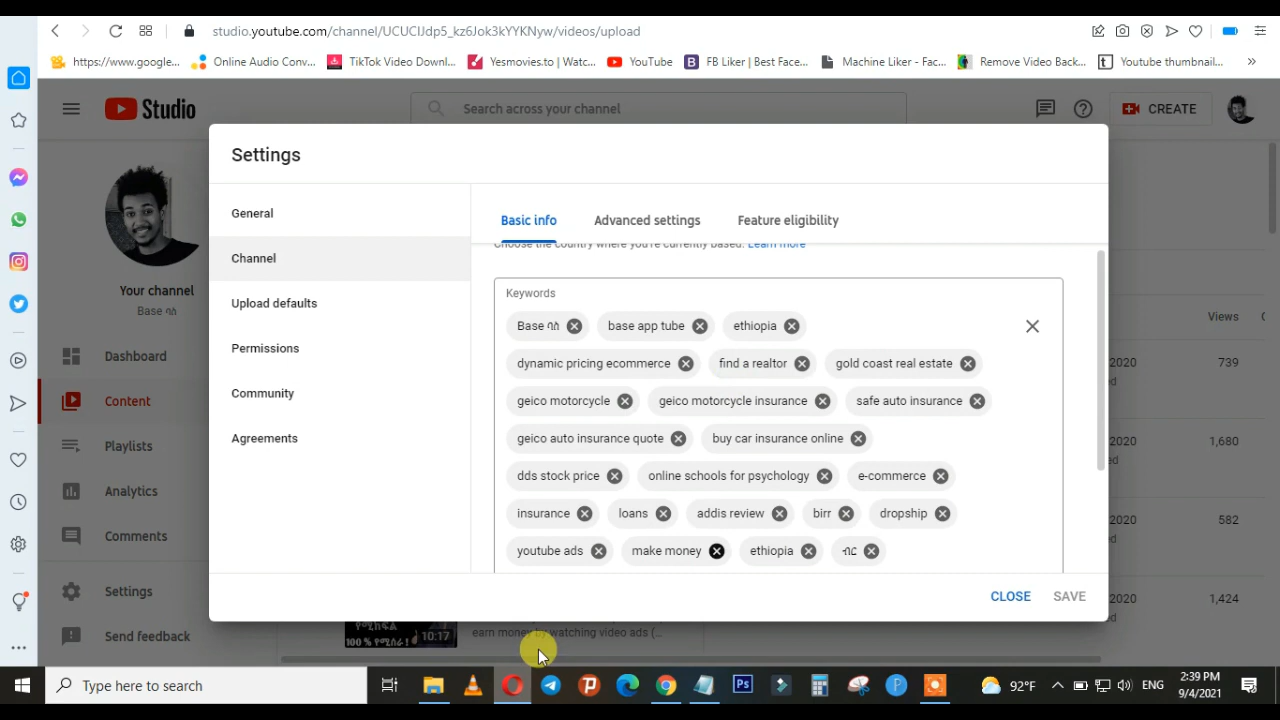 studio.youtube.com/channel/UCUCIJdp5_kz6Jok3kYYKNyw/videos/upload
https://www.google... Online Audio Conv... TikTok Video Downl... Yesmovies.to | Watc... YouTube FB Liker | Best Face... Machine Liker - Fac... Remove Video Back... Youtube thumbnail... »
Studio
Search across your channel
CREATE
Settings
General
Channel
Upload defaults
Permissions
Community
Agreements
Basic info Advanced settings Feature eligibility
Choose the country where you're currently based. Learn more
Keywords
Base ባስ base app tube ethiopia
dynamic pricing ecommerce find a realtor gold coast real estate
geico motorcycle geico motorcycle insurance safe auto insurance
geico auto insurance quote buy car insurance online
dds stock price online schools for psychology e-commerce
insurance loans addis review birr dropship
youtube ads make money ethiopia ብር
CLOSE SAVE
Your channel
Base ባስ
Dashboard
Content
Playlists
Analytics
Comments
Settings
Send feedback
Views
2020 739
2020 1,680
2020 582
2020 1,424
100 % የሚሰራ! 10:17
earn money by watching video ads (...
Type here to search
92°F
ENG
2:39 PM
9/4/2021